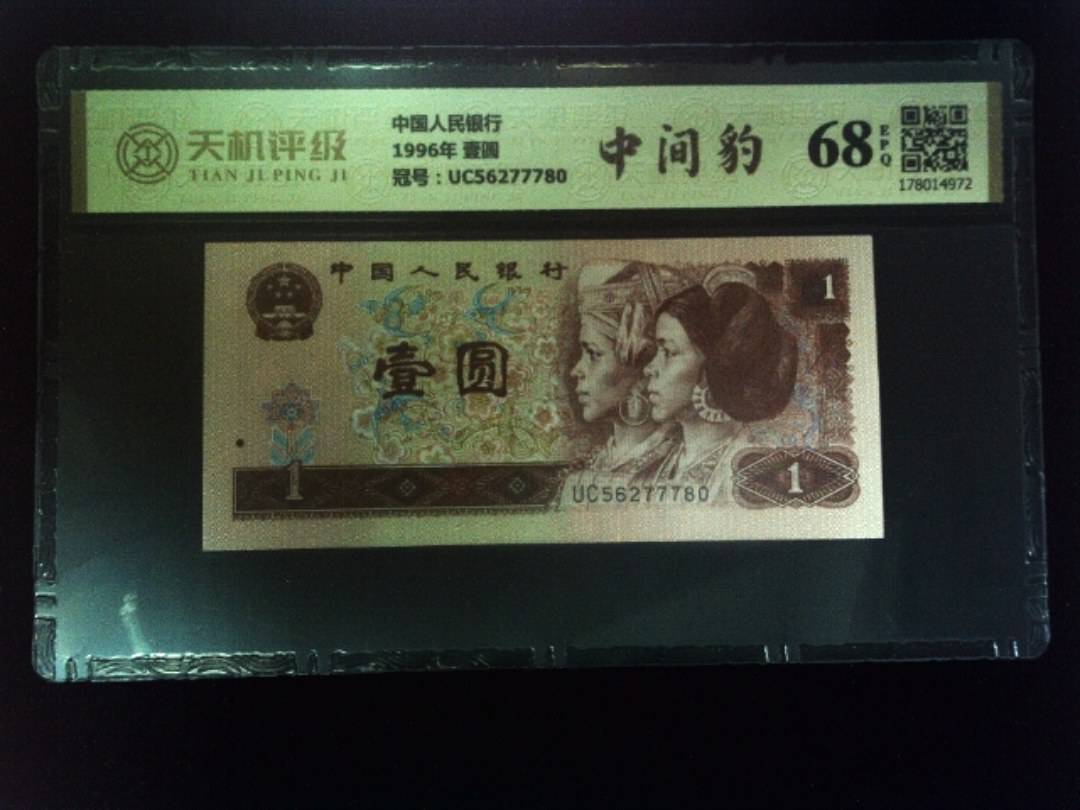 天机评级
TIAN JI PING JI
中国人民银行
1996年 壹圆
冠号：UC56277780
中间豹
68
EPQ
178014972
中国人民银行
1
壹圆
1
UC56277780
1